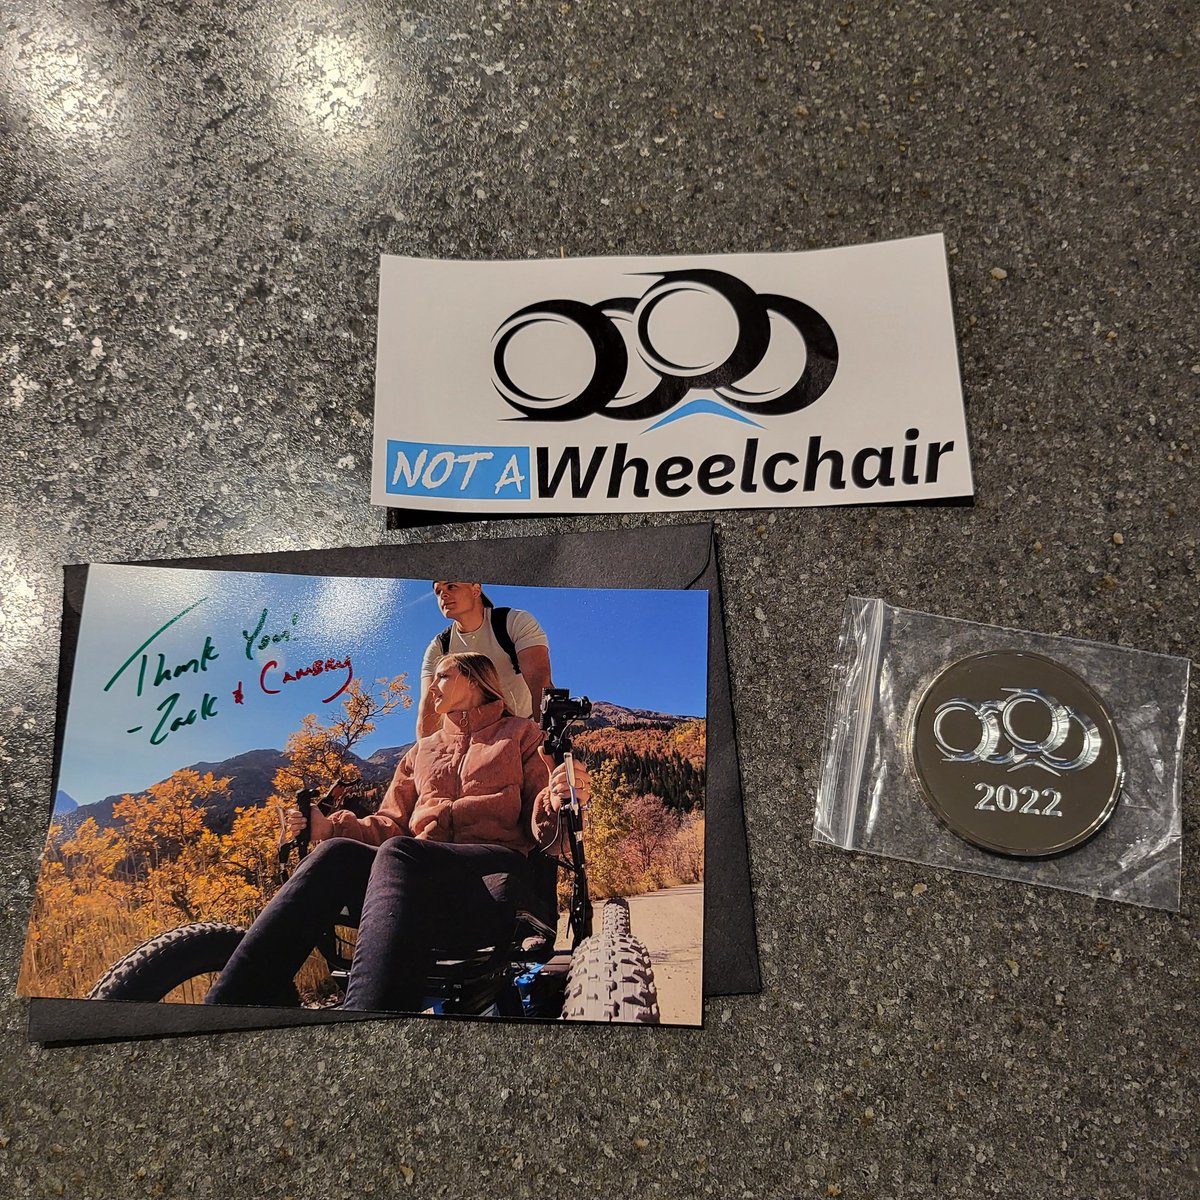 NOT A Wheelchair
Thank You!
- Zack & Cambry
2022